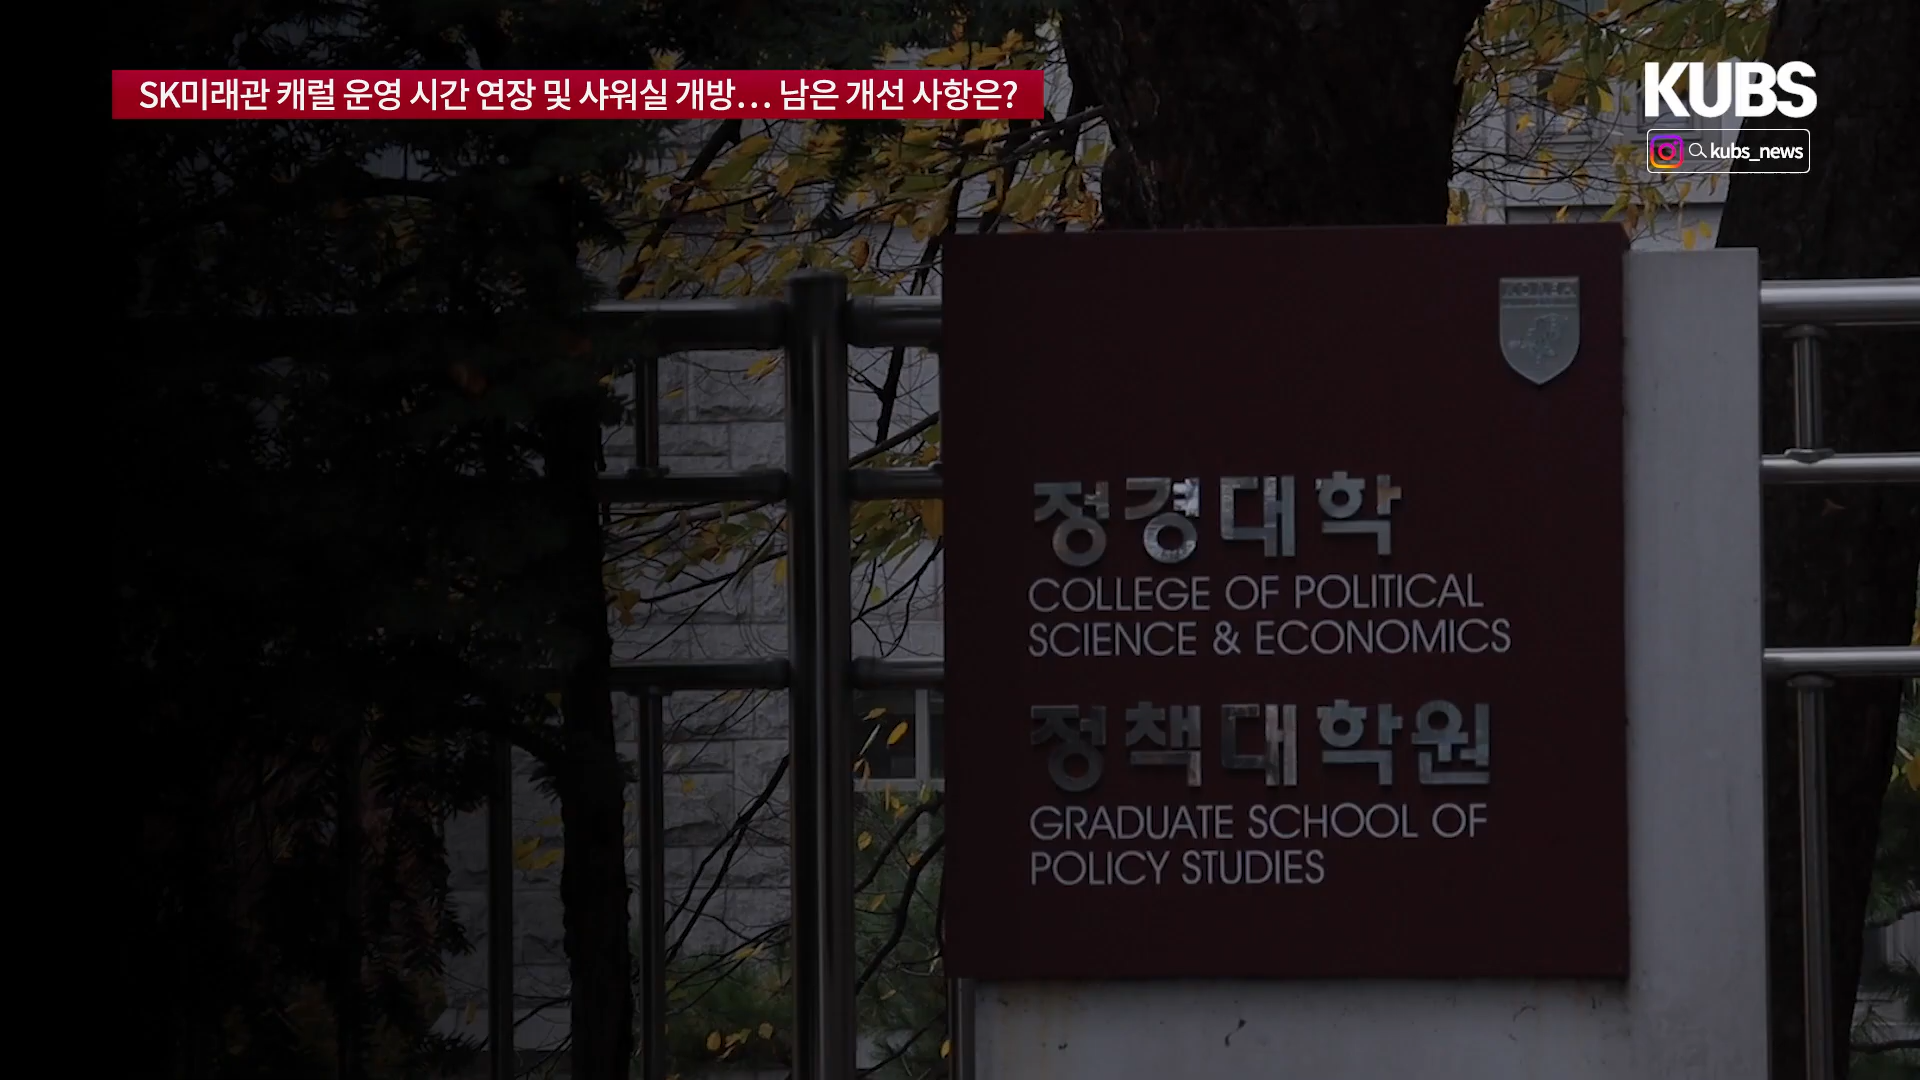 SK미래관 캐럴 운영 시간 연장 및 샤워실 개방... 남은 개선 사항은?
KUBS
kubs_news
정경대학
COLLEGE OF POLITICAL
SCIENCE & ECONOMICS
정책대학원
GRADUATE SCHOOL OF
POLICY STUDIES